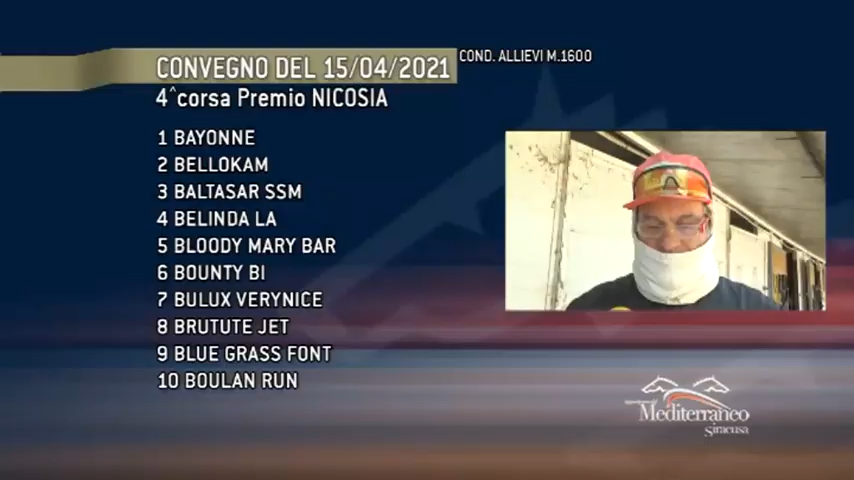 CONVEGNO DEL 15/04/2021
COND. ALLIEVI M.1600
4^corsa Premio NICOSIA
1 BAYONNE
2 BELLOKAM
3 BALTASAR SSM
4 BELINDA LA
5 BLOODY MARY BAR
6 BOUNTY BI
7 BULUX VERYNICE
8 BRUTUTE JET
9 BLUE GRASS FONT
10 BOULAN RUN
Mediterraneo
Siracusa